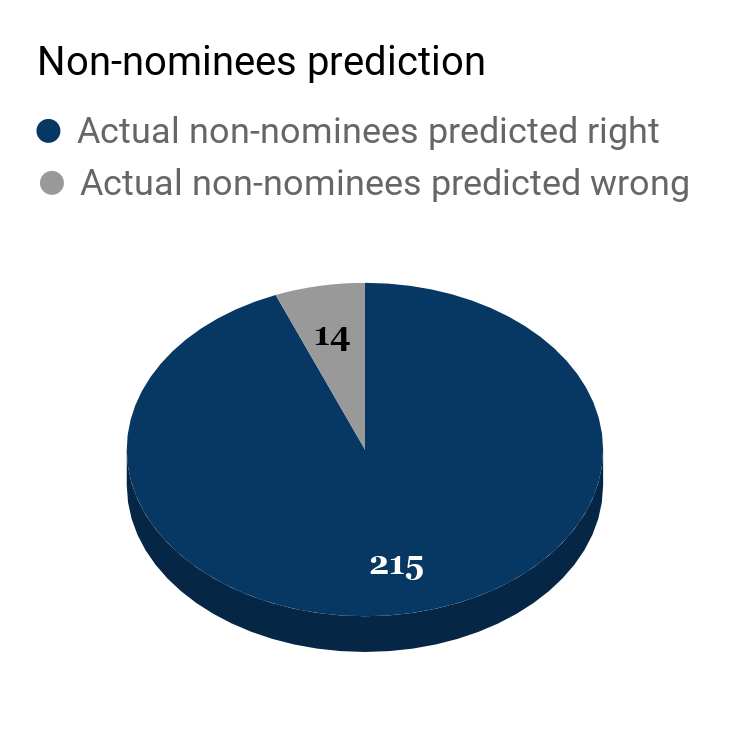 Non-nominees prediction
Actual non-nominees predicted right
Actual non-nominees predicted wrong
14
215